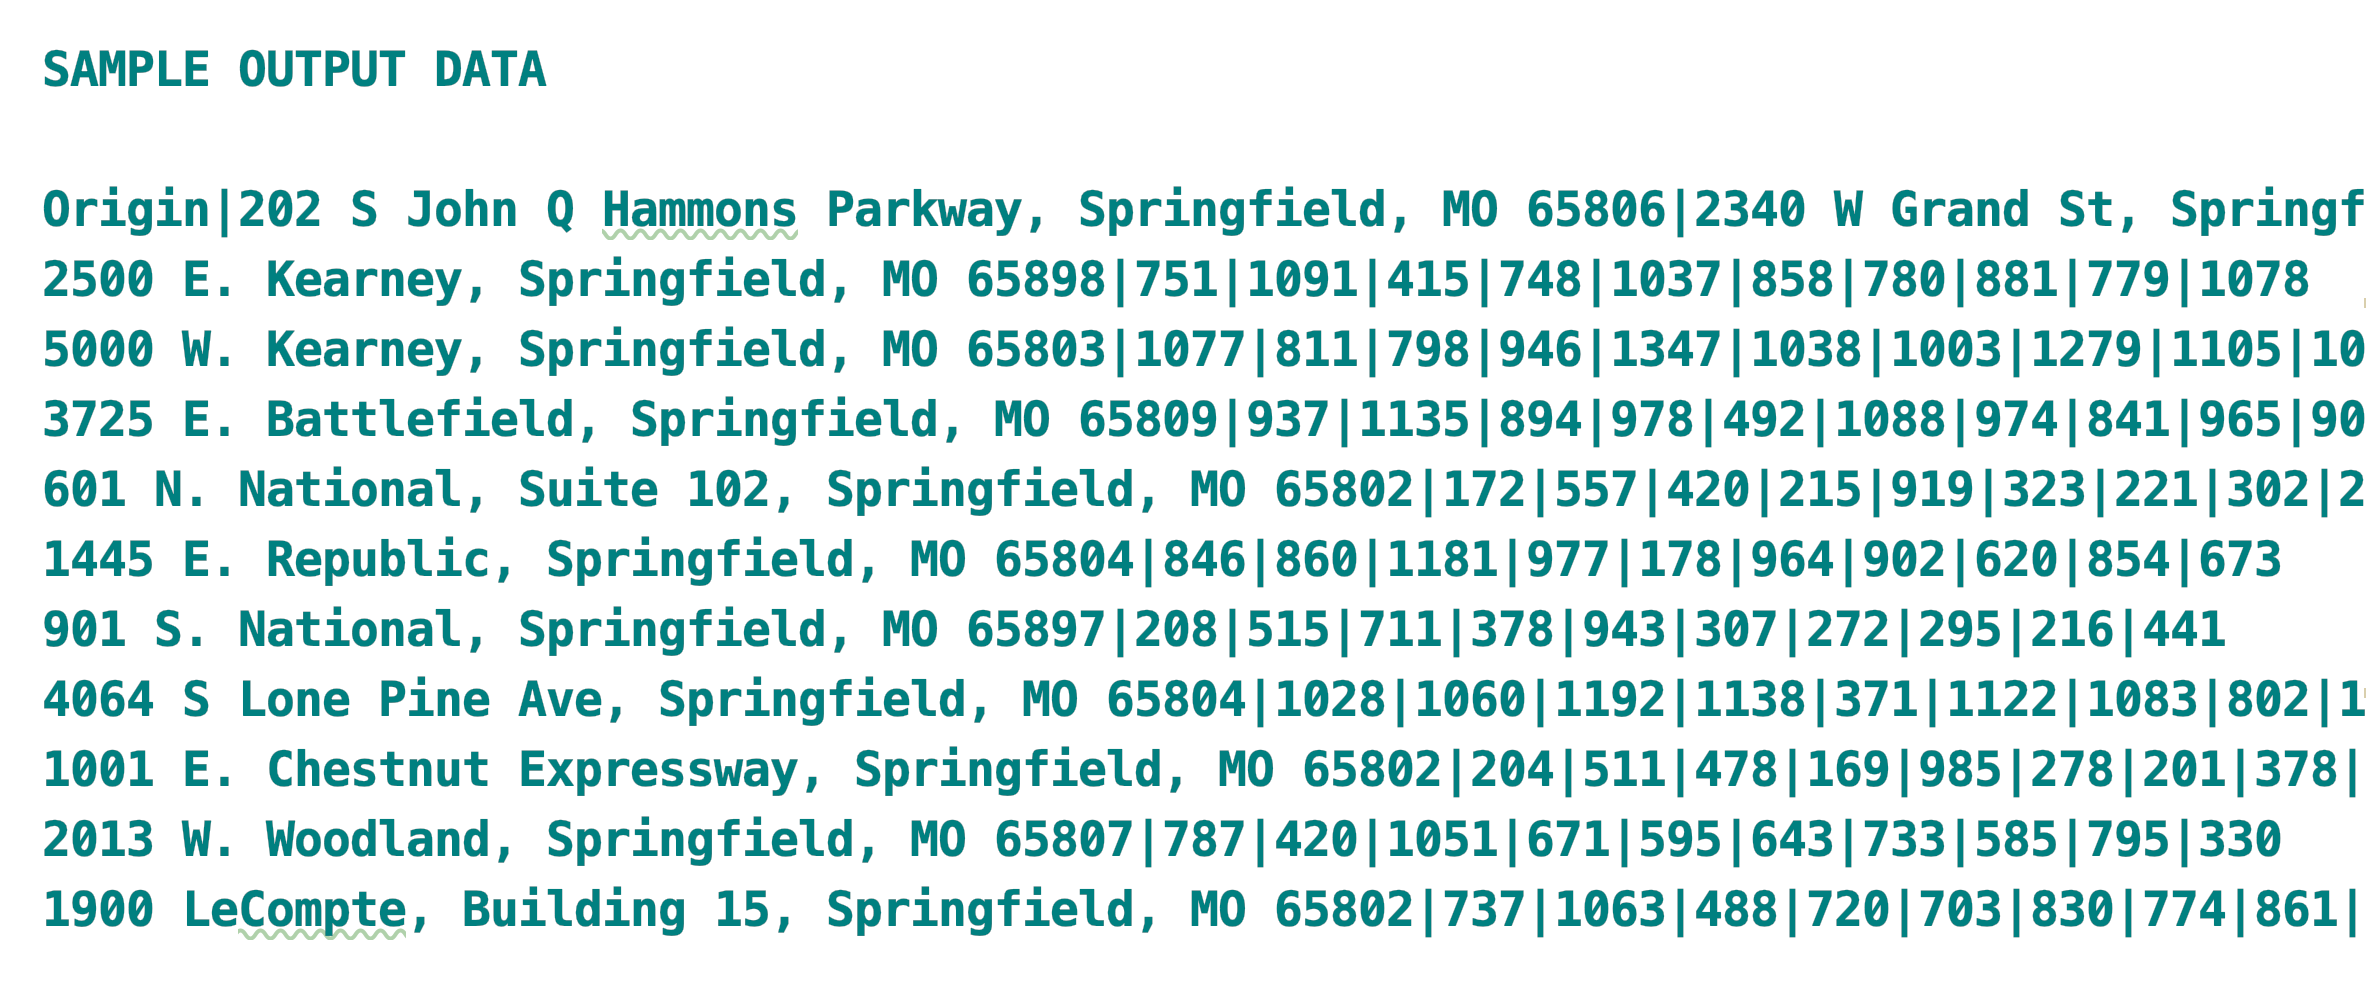 SAMPLE OUTPUT DATA
Origin|202 S John Q Hammons Parkway, Springfield, MO 65806|2340 W Grand St, Springf
2500 E. Kearney, Springfield, MO 65898|751|1091|415|748|1037|858|780|881|779|1078
5000 W. Kearney, Springfield, MO 65803|1077|811|798|946|1347|1038|1003|1279|1105|10
3725 E. Battlefield, Springfield, MO 65809|937|1135|894|978|492|1088|974|841|965|90
601 N. National, Suite 102, Springfield, MO 65802|172|557|420|215|919|323|221|302|2
1445 E. Republic, Springfield, MO 65804|846|860|1181|977|178|964|902|620|854|673
901 S. National, Springfield, MO 65897|208|515|711|378|943|307|272|295|216|441
4064 S Lone Pine Ave, Springfield, MO 65804|1028|1060|1192|1138|371|1122|1083|802|1
1001 E. Chestnut Expressway, Springfield, MO 65802|204|511|478|169|985|278|201|378|
2013 W. Woodland, Springfield, MO 65807|787|420|1051|671|595|643|733|585|795|330
1900 LeCompte, Building 15, Springfield, MO 65802|737|1063|488|720|703|830|774|861|